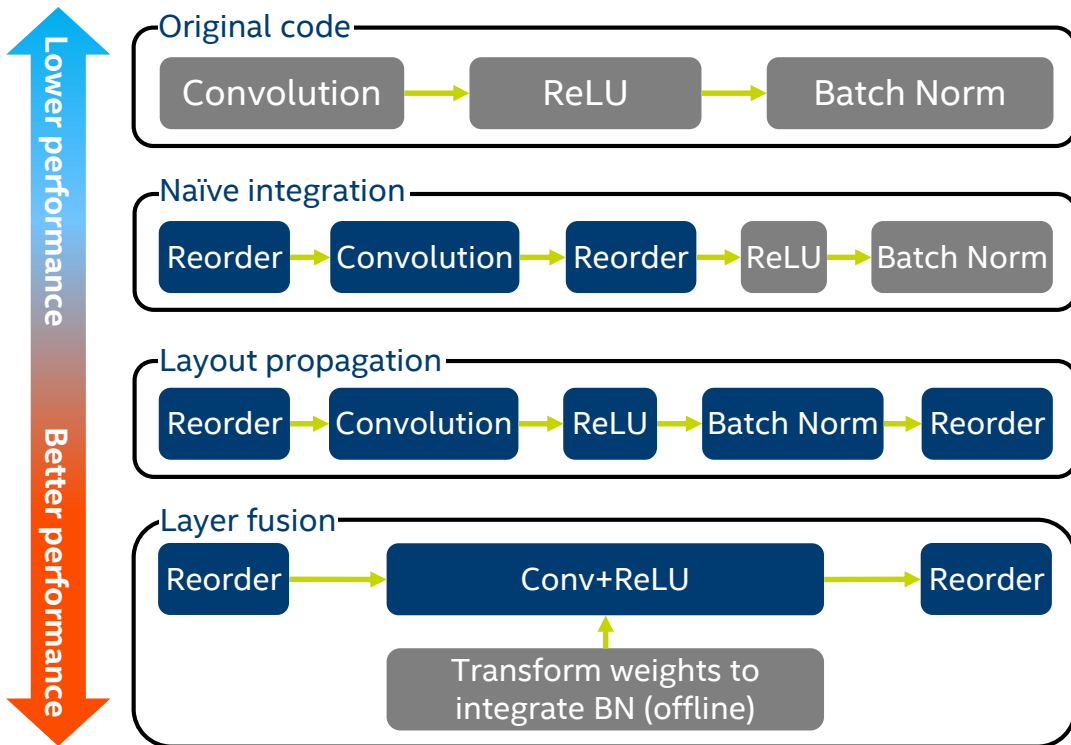 Lower performance
Better performance
Original code
Convolution
ReLU
Batch Norm
Naïve integration
Reorder
Convolution
Reorder
ReLU
Batch Norm
Layout propagation
Reorder
Convolution
ReLU
Batch Norm
Reorder
Layer fusion
Reorder
Conv+ReLU
Reorder
Transform weights to
integrate BN (offline)